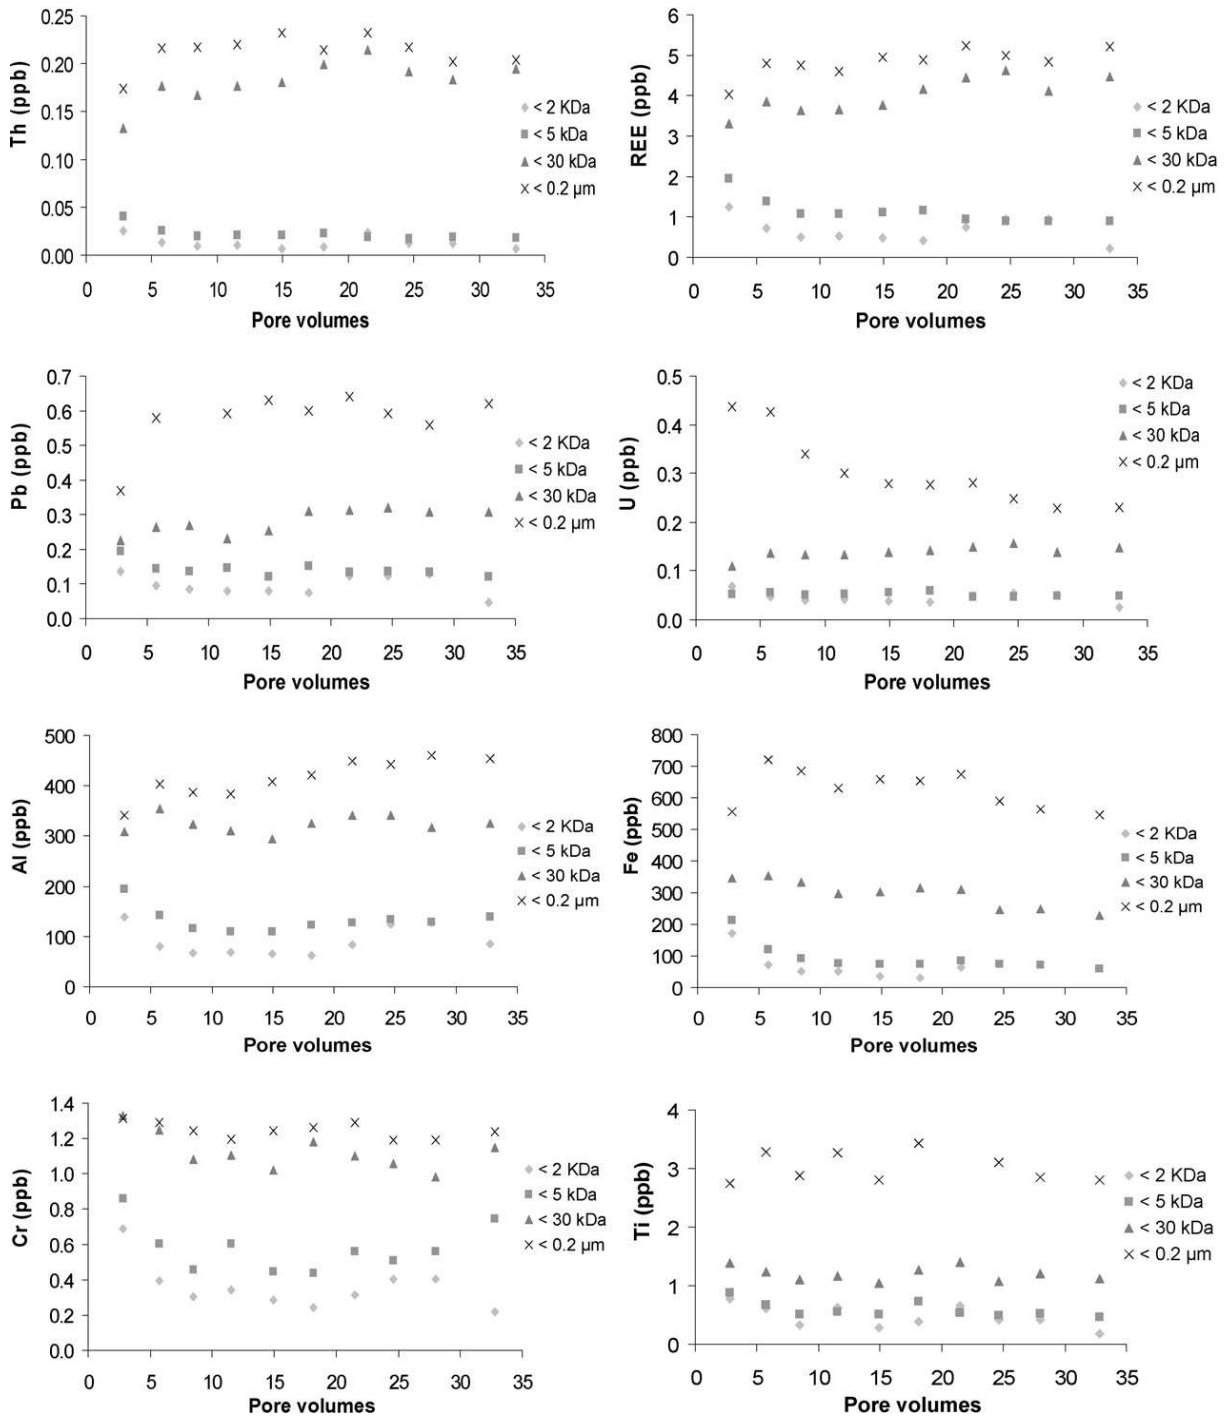 Th (ppb)
0.25
0.20
0.15
0.10
0.05
0.00
0 5 10 15 20 25 30 35
Pore volumes
< 2 KDa
< 5 kDa
< 30 kDa
< 0.2 µm
REE (ppb)
6
5
4
3
2
1
0
0 5 10 15 20 25 30 35
Pore volumes
< 2 KDa
< 5 kDa
< 30 kDa
< 0.2 µm
Pb (ppb)
0.7
0.6
0.5
0.4
0.3
0.2
0.1
0.0
0 5 10 15 20 25 30 35
Pore volumes
< 2 KDa
< 5 kDa
< 30 kDa
< 0.2 µm
U (ppb)
0.5
0.4
0.3
0.2
0.1
0.0
0 5 10 15 20 25 30 35
Pore volumes
< 2 KDa
< 5 kDa
< 30 kDa
< 0.2 µm
Al (ppb)
500
400
300
200
100
0
0 5 10 15 20 25 30 35
Pore volumes
< 2 KDa
< 5 kDa
< 30 kDa
< 0.2 µm
Fe (ppb)
800
700
600
500
400
300
200
100
0
0 5 10 15 20 25 30 35
Pore volumes
< 2 KDa
< 5 kDa
< 30 kDa
< 0.2 µm
Cr (ppb)
1.4
1.2
1.0
0.8
0.6
0.4
0.2
0.0
0 5 10 15 20 25 30 35
Pore volumes
< 2 KDa
< 5 kDa
< 30 kDa
< 0.2 µm
Ti (ppb)
4
3
2
1
0
0 5 10 15 20 25 30 35
Pore volumes
< 2 KDa
< 5 kDa
< 30 kDa
< 0.2 µm